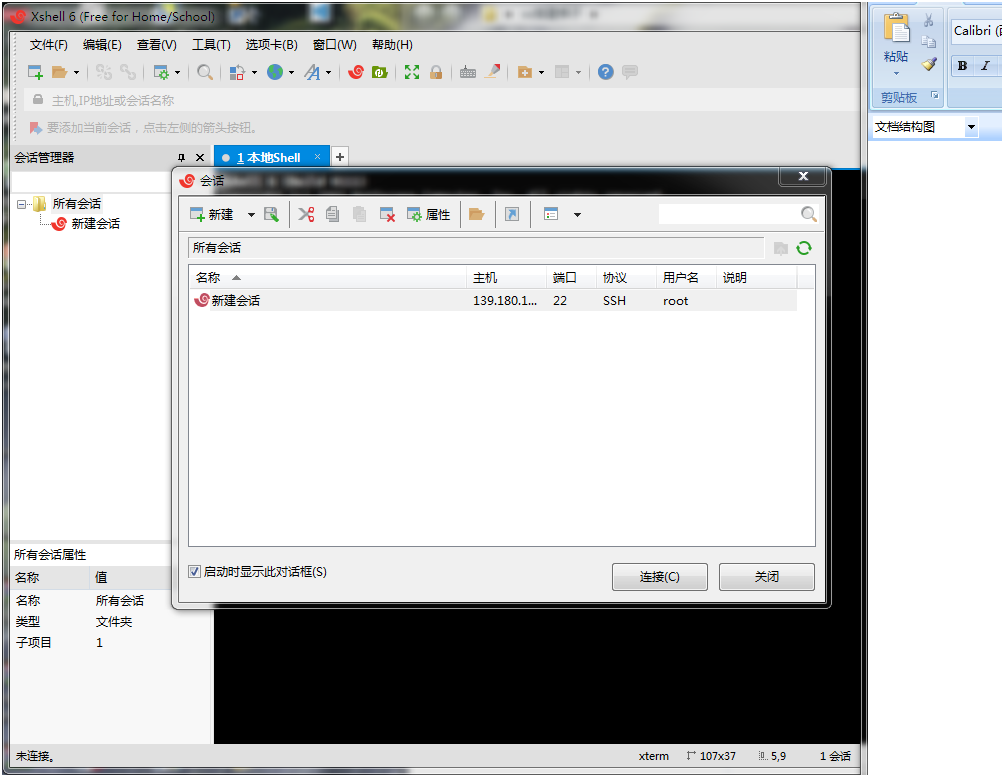 Xshell 6 (Free for Home/School)
文件(F) 编辑(E) 查看(V) 工具(T) 选项卡(B) 窗口(W) 帮助(H)
主机,IP地址或会话名称
要添加当前会话，点击左侧的箭头按钮。
会话管理器
1 本地Shell
所有会话
新建会话
所有会话属性
名称 值
名称 所有会话
类型 文件夹
子项目 1
会话
新建 属性
所有会话
名称 主机 端口 协议 用户名 说明
新建会话 139.180.1... 22 SSH root
启动时显示此对话框(S)
连接(C) 关闭
未连接。 xterm 107x37 5,9 1 会话
Calibri
粘贴
B I
剪贴板
文档结构图